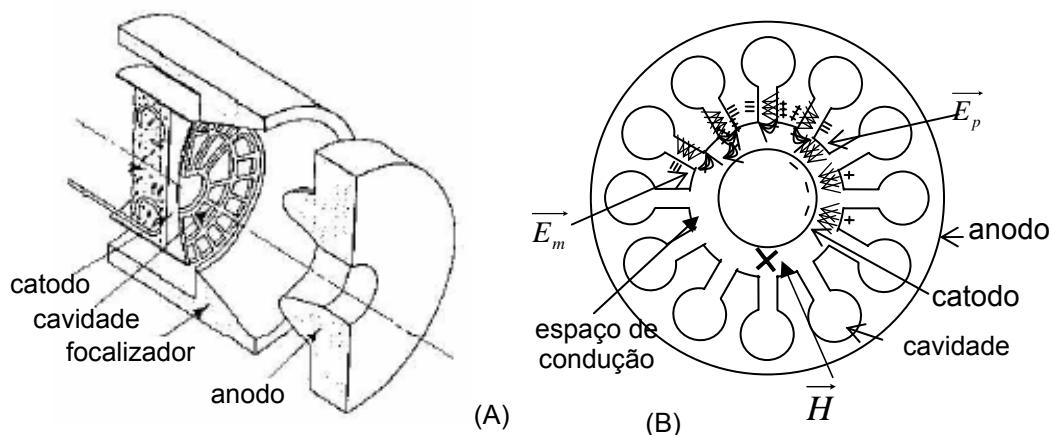 catodo
cavidade
focalizador
anodo
(A)
E_p
E_m
anodo
catodo
espaço de
condução
cavidade
H
(B)